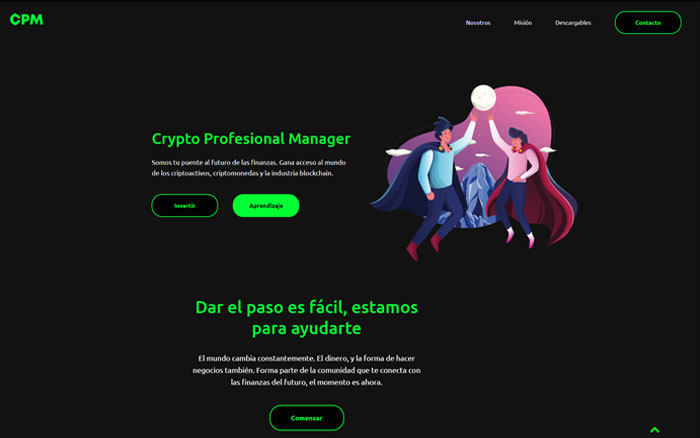 CPM
Nosotros
Misión
Descargables
Contacto
Crypto Profesional Manager
Somos tu puente al futuro de las finanzas. Gana acceso al mundo
de los criptoactivos, criptomonedas y la industria blockchain.
Invertir
Aprendizaje
Dar el paso es fácil, estamos
para ayudarte
El mundo cambia constantemente. El dinero, y la forma de hacer
negocios también. Forma parte de la comunidad que te conecta con
las finanzas del futuro, el momento es ahora.
Comenzar